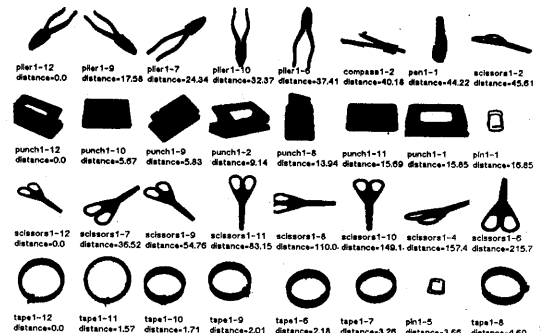 plier1-12 plier1-9 plier1-7 plier1-10 plier1-6 compass1-2 pen1-1 scissors1-2
distance=0.0 distance=17.58 distance=24.34 distance=32.37 distance=37.41 distance=40.18 distance=44.22 distance=45.61
punch1-12 punch1-10 punch1-9 punch1-2 punch1-8 punch1-11 punch1-1 pin1-1
distance=0.0 distance=5.67 distance=5.83 distance=9.14 distance=13.94 distance=15.69 distance=15.85 distance=16.85
scissors1-12 scissors1-7 scissors1-9 scissors1-11 scissors1-8 scissors1-10 scissors1-4 scissors1-6
distance=0.0 distance=36.52 distance=54.76 distance=83.15 distance=110.0 distance=149.1 distance=157.4 distance=215.7
tape1-12 tape1-11 tape1-10 tape1-9 tape1-6 tape1-7 pin1-5 tape1-8
distance=0.0 distance=1.57 distance=1.71 distance=2.01 distance=2.18 distance=3.26